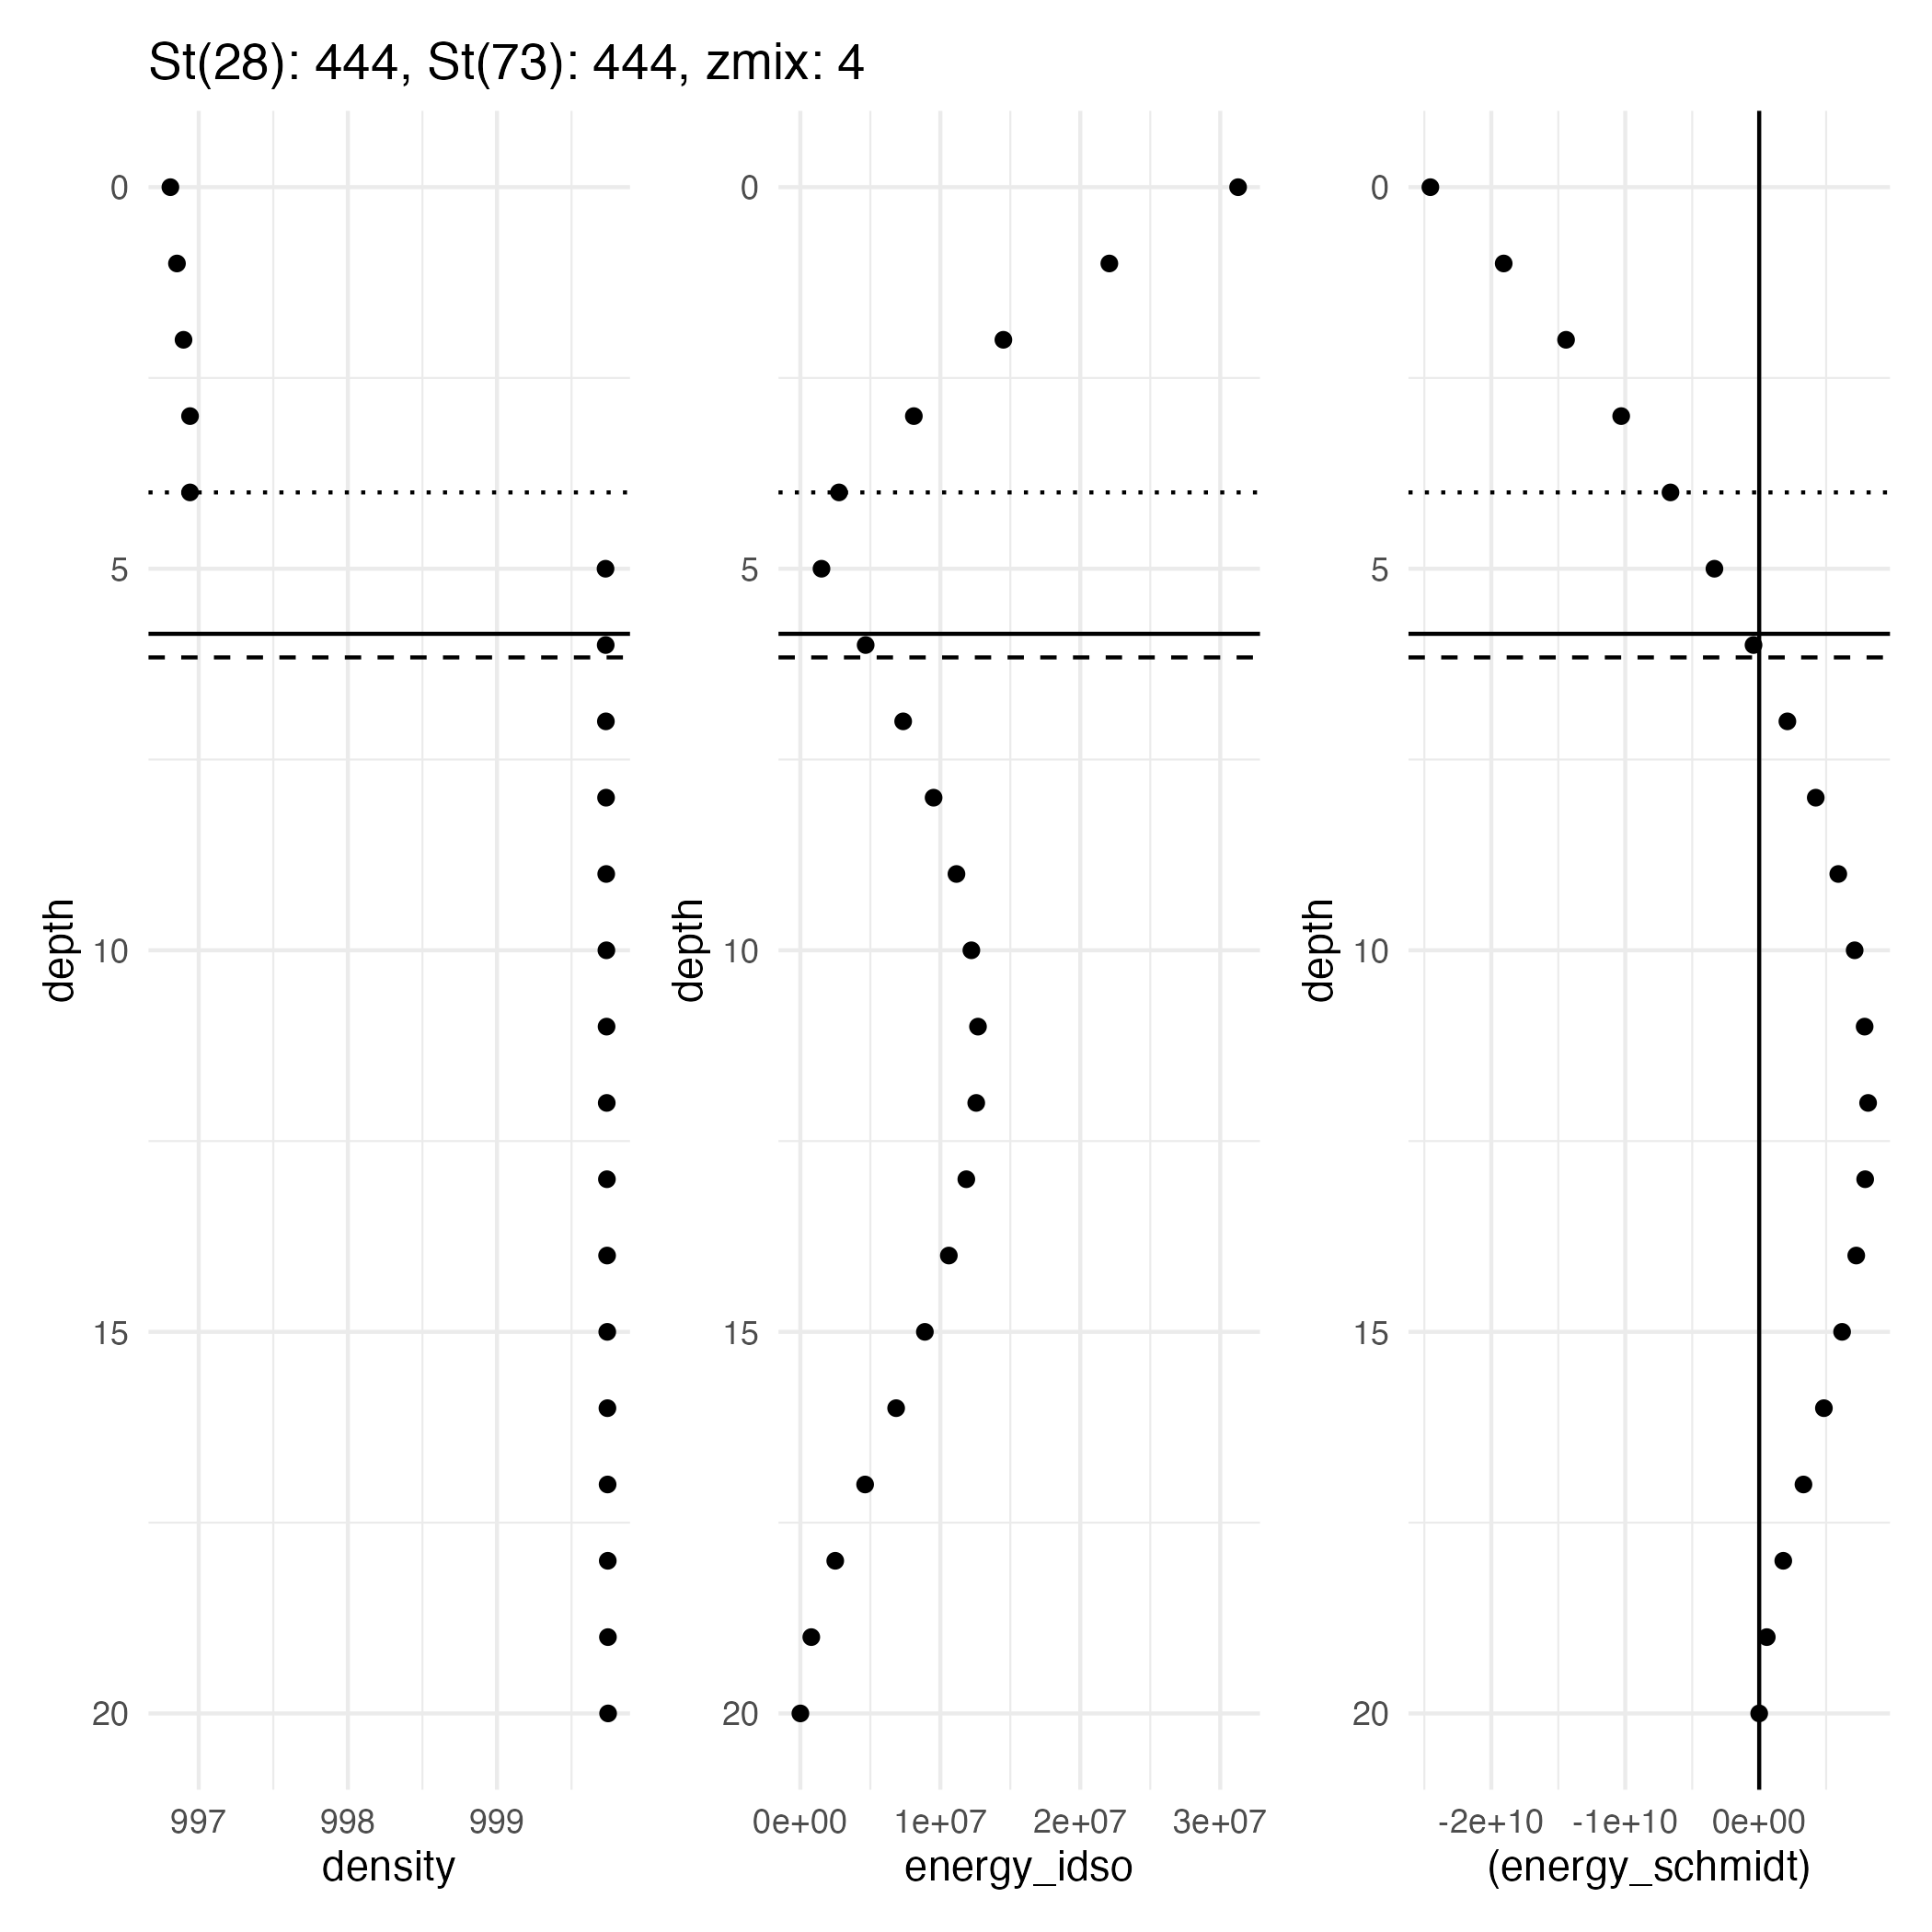 St(28): 444, St(73): 444, zmix: 4
0
5
10
15
20
depth
997 998 999
density
0
5
10
15
20
depth
0e+00 1e+07 2e+07 3e+07
energy_idso
0
5
10
15
20
depth
-2e+10 -1e+10 0e+00
(energy_schmidt)